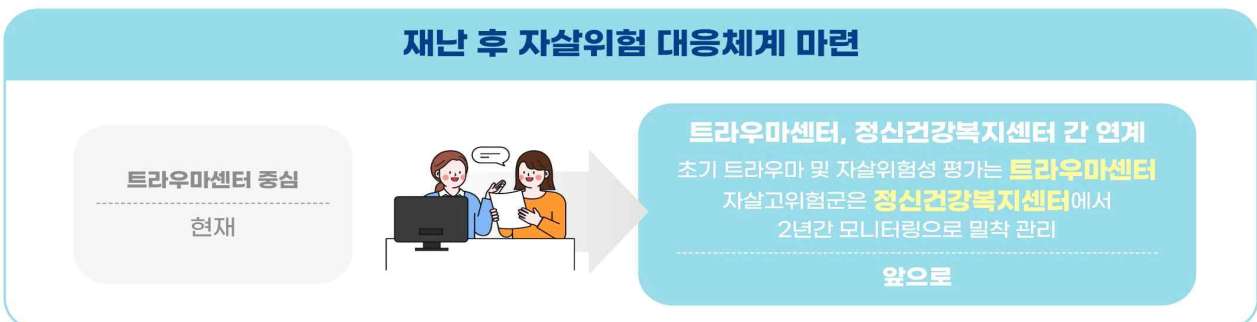 재난 후 자살위험 대응체계 마련
트라우마센터 중심
현재
트라우마센터, 정신건강복지센터 간 연계
초기 트라우마 및 자살위험성 평가는 트라우마센터
자살고위험군은 정신건강복지센터에서
2년간 모니터링으로 밀착 관리
앞으로